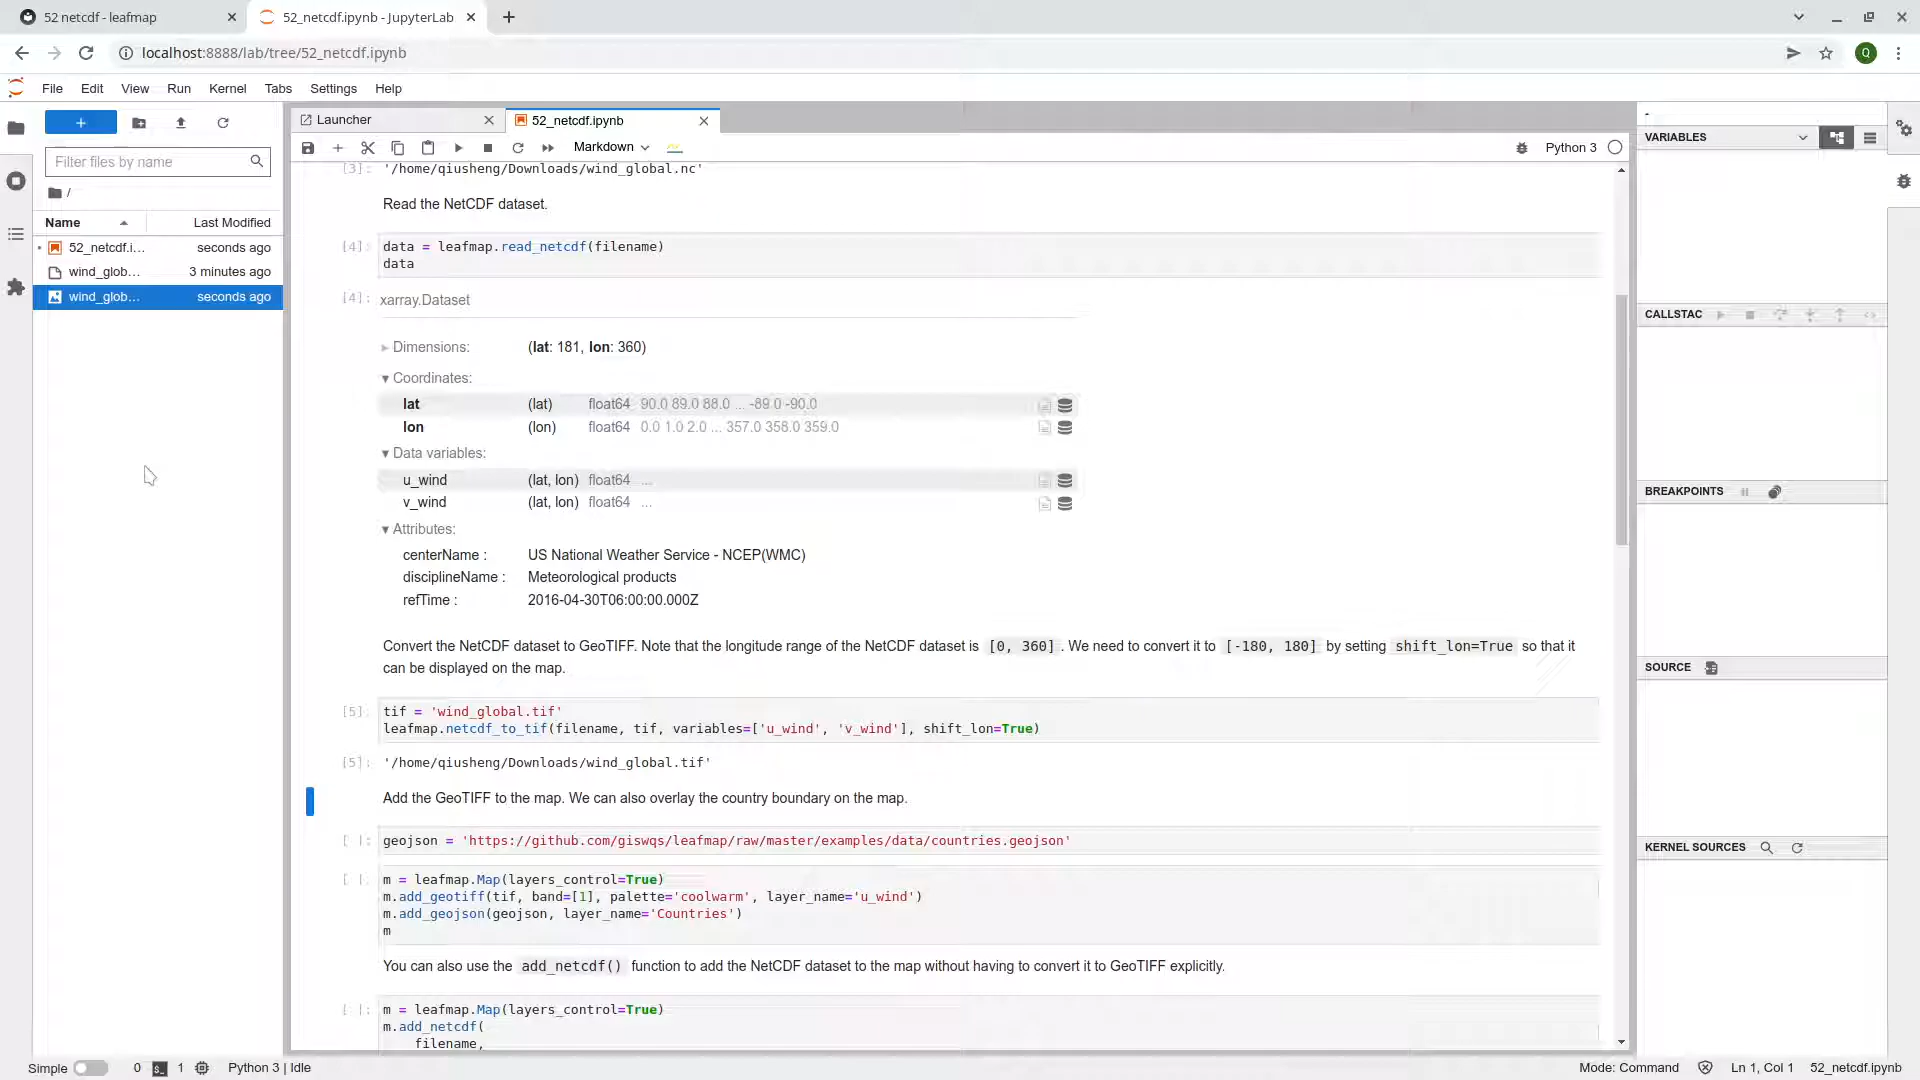 52 netcdf - leafmap
52_netcdf.ipynb - JupyterLab
localhost:8888/lab/tree/52_netcdf.ipynb
Q
File Edit View Run Kernel Tabs Settings Help
Launcher
52_netcdf.ipynb
Markdown
Python 3
Filter files by name
/
Name Last Modified
52_netcdf.i... seconds ago
wind_glob... 3 minutes ago
wind_glob... seconds ago
[3]: '/home/qiusheng/Downloads/wind_global.nc'
Read the NetCDF dataset.
[4]: data = leafmap.read_netcdf(filename)
data
[4]: xarray.Dataset
Dimensions: (lat: 181, lon: 360)
Coordinates:
lat (lat) float64 90.0 89.0 88.0 ... -89.0 -90.0
lon (lon) float64 0.0 1.0 2.0 ... 357.0 358.0 359.0
Data variables:
u_wind (lat, lon) float64 ...
v_wind (lat, lon) float64 ...
Attributes:
centerName : US National Weather Service - NCEP(WMC)
disciplineName : Meteorological products
refTime : 2016-04-30T06:00:00.000Z
Convert the NetCDF dataset to GeoTIFF. Note that the longitude range of the NetCDF dataset is [0, 360]. We need to convert it to [-180, 180] by setting shift_lon=True so that it
can be displayed on the map.
[5]: tif = 'wind_global.tif'
leafmap.netcdf_to_tif(filename, tif, variables=['u_wind', 'v_wind'], shift_lon=True)
[5]: '/home/qiusheng/Downloads/wind_global.tif'
Add the GeoTIFF to the map. We can also overlay the country boundary on the map.
[ ]: geojson = 'https://github.com/giswqs/leafmap/raw/master/examples/data/countries.geojson'
[ ]: m = leafmap.Map(layers_control=True)
m.add_geotiff(tif, band=[1], palette='coolwarm', layer_name='u_wind')
m.add_geojson(geojson, layer_name='Countries')
m
You can also use the add_netcdf() function to add the NetCDF dataset to the map without having to convert it to GeoTIFF explicitly.
[ ]: m = leafmap.Map(layers_control=True)
m.add_netcdf(
filename,
VARIABLES
CALLSTAC
BREAKPOINTS
SOURCE
KERNEL SOURCES
Simple 0 1 Python 3 | Idle Mode: Command Ln 1, Col 1 52_netcdf.ipynb